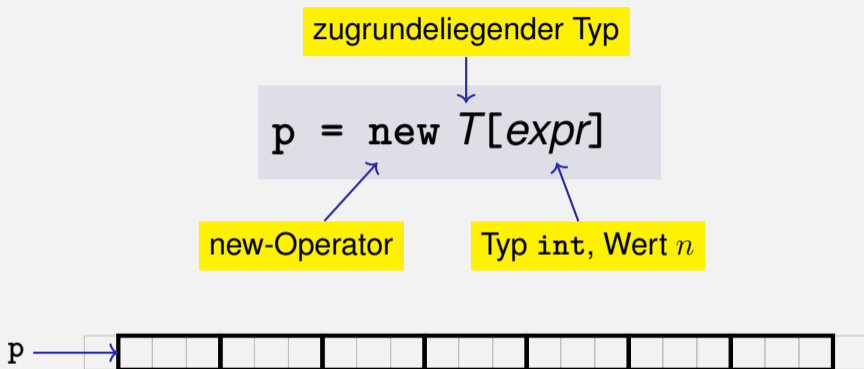 zugrundeliegender Typ
p = new T[expr]
new-Operator
Typ int, Wert n
p